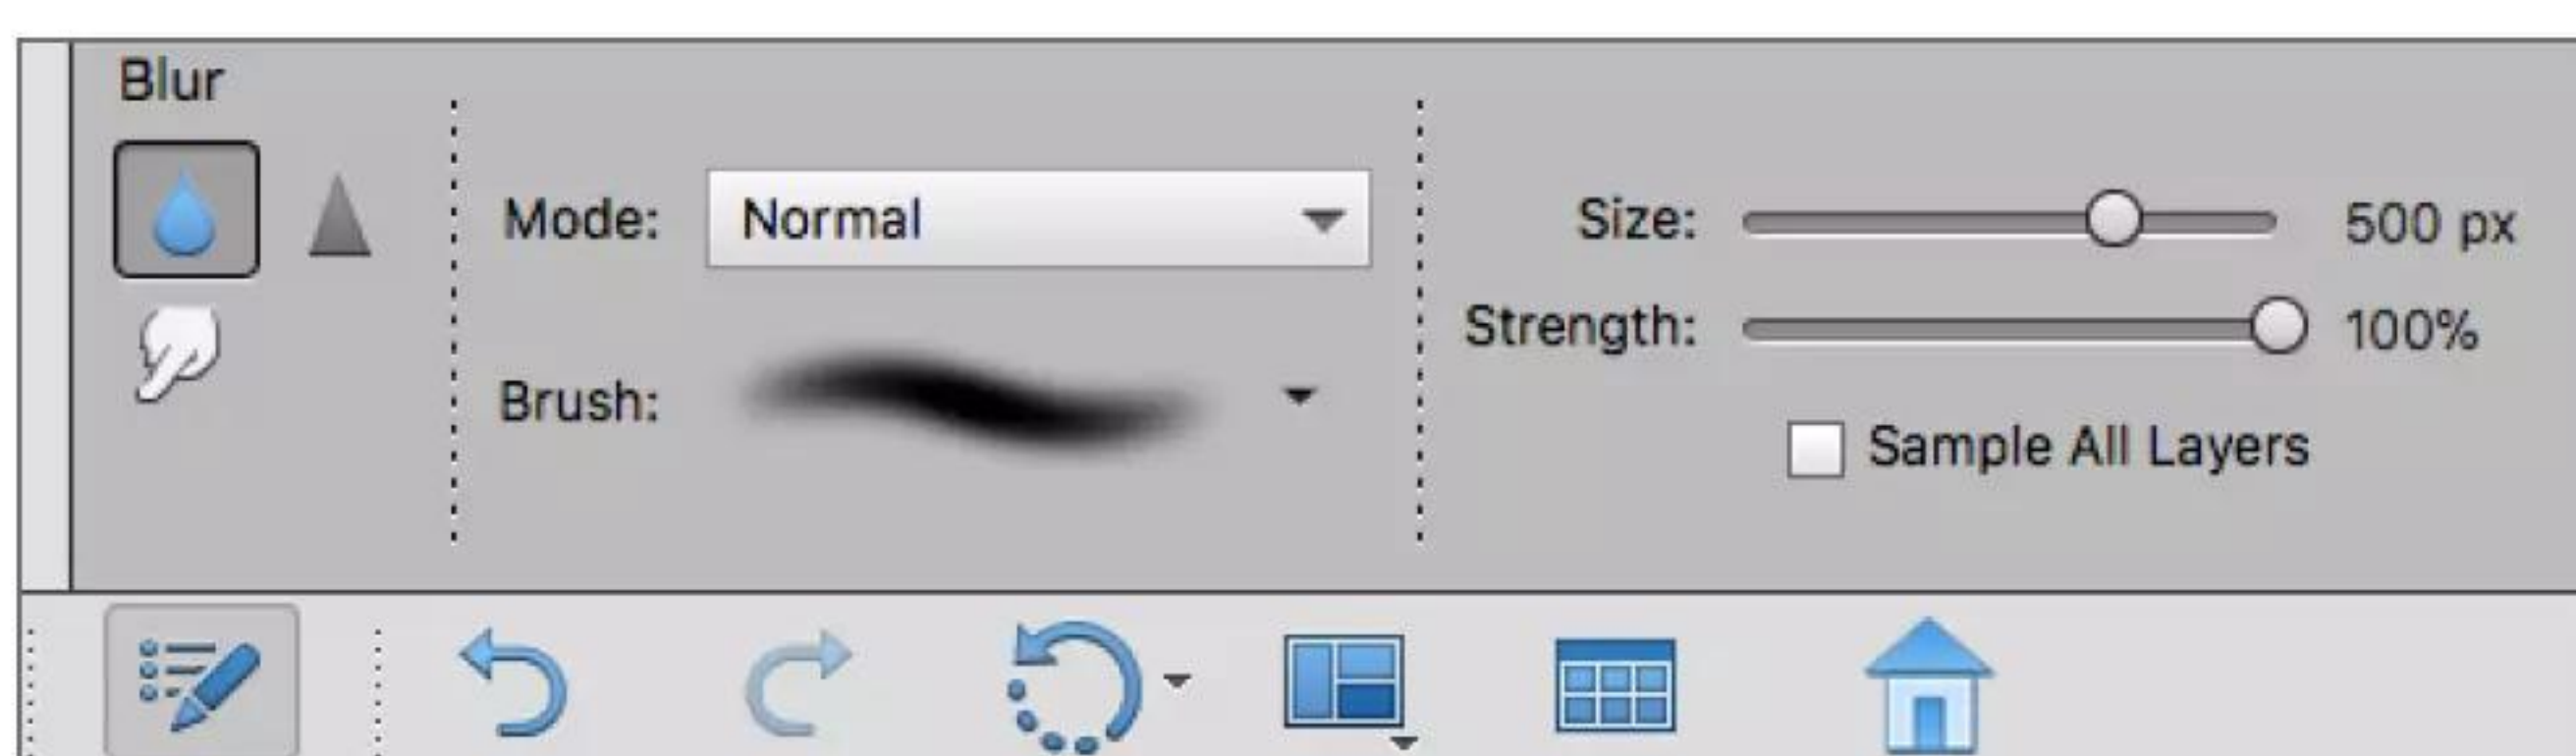 Blur
Mode: Normal
Brush:
Size: 500 px
Strength: 100%
Sample All Layers